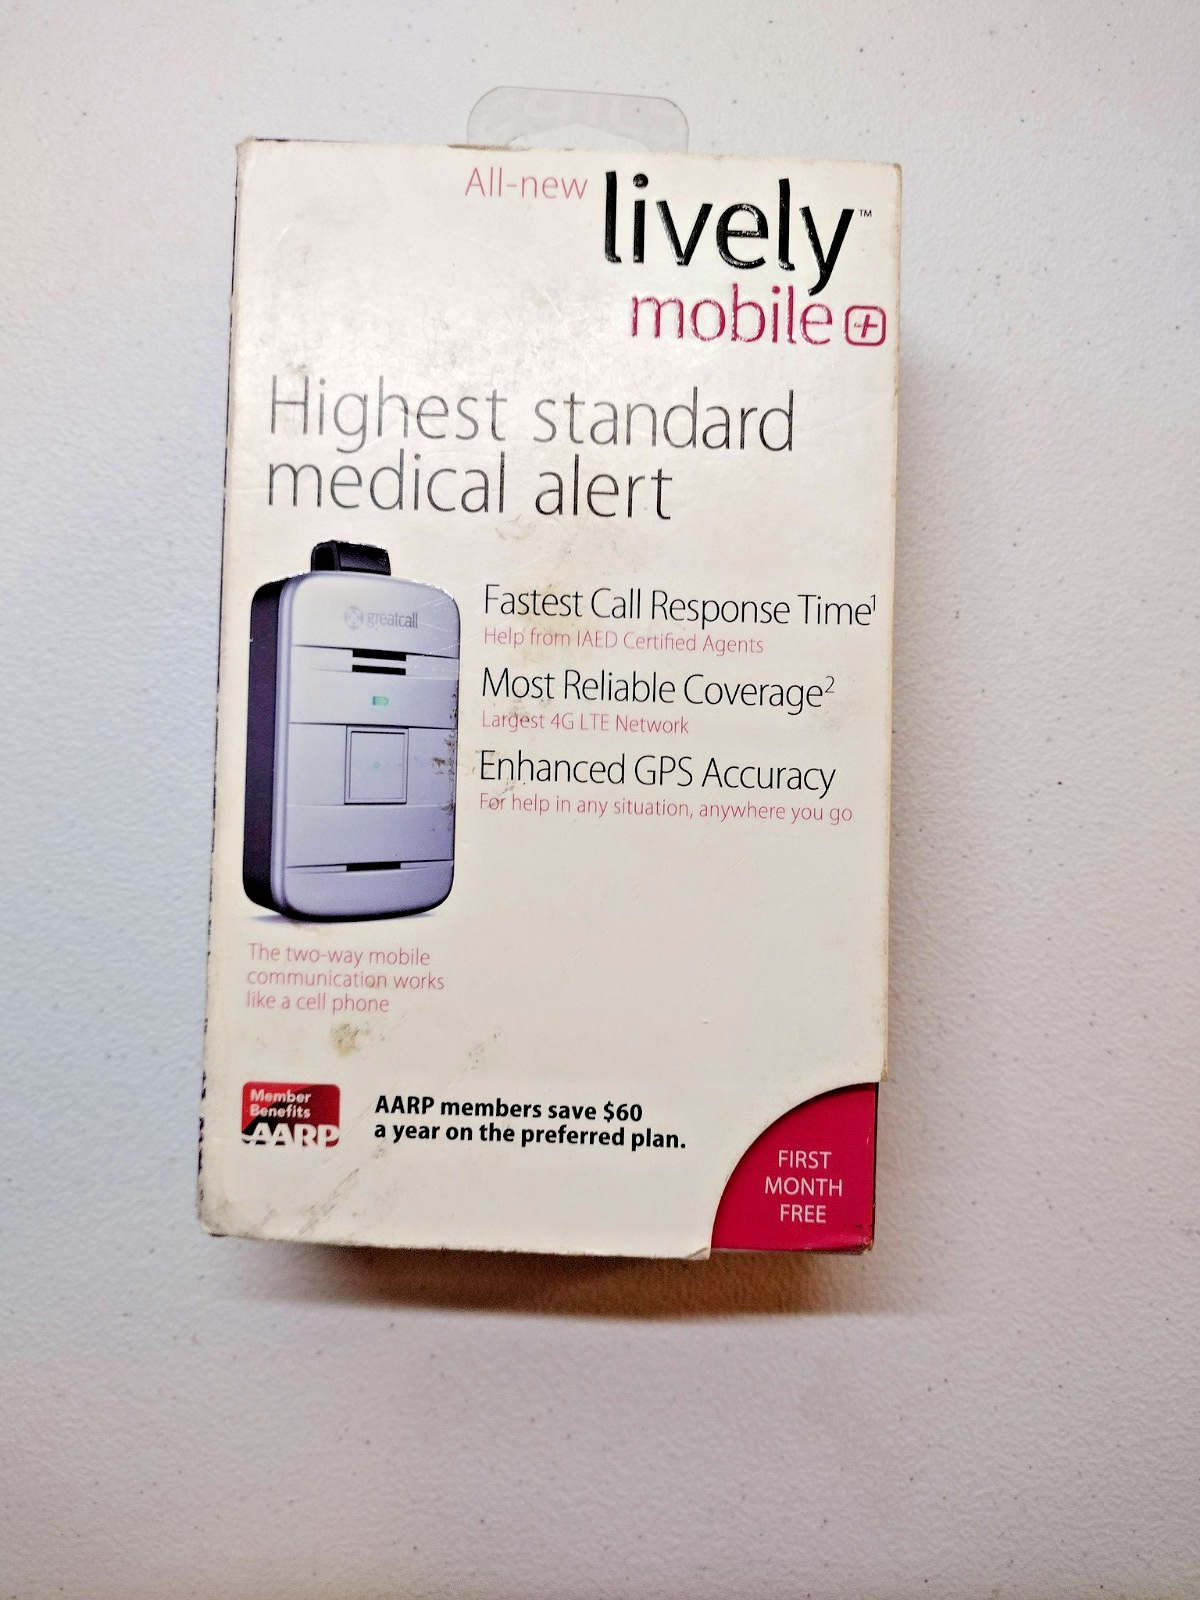 All-new lively™
mobile+
Highest standard
medical alert
greatcall
Fastest Call Response Time¹
Help from IAED Certified Agents
Most Reliable Coverage²
Largest 4G LTE Network
Enhanced GPS Accuracy
For help in any situation, anywhere you go
The two-way mobile
communication works
like a cell phone
Member
Benefits
AARP
AARP members save $60
a year on the preferred plan.
FIRST
MONTH
FREE